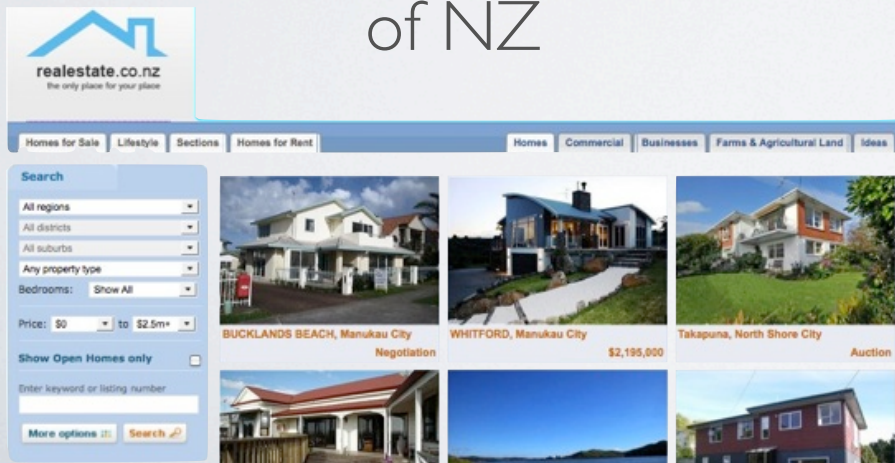 of NZ
realestate.co.nz
the only place for your place
Homes for Sale Lifestyle Sections Homes for Rent
Homes Commercial Businesses Farms & Agricultural Land Ideas
Search
All regions
All districts
All suburbs
Any property type
Bedrooms: Show All
Price: $0 to $2.5m+
Show Open Homes only
Enter keyword or listing number
More options Search
BUCKLANDS BEACH, Manukau City
Negotiation
WHITFORD, Manukau City
$2,195,000
Takapuna, North Shore City
Auction